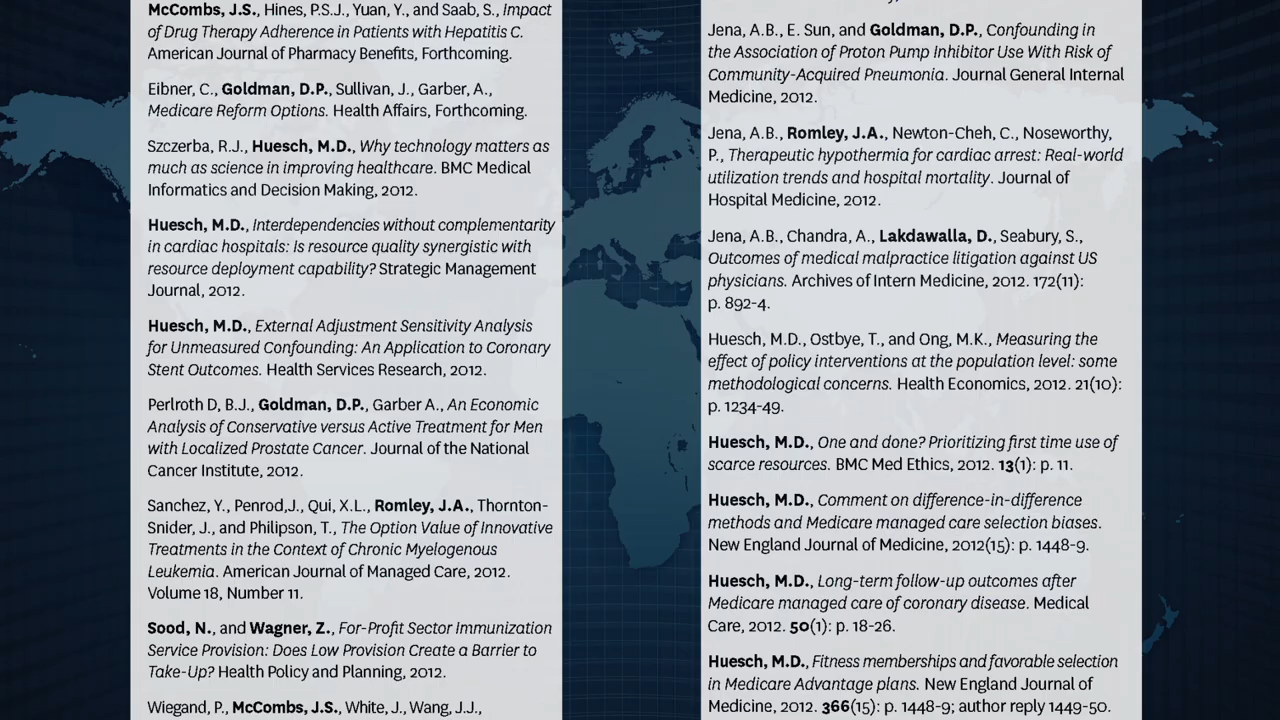 McCombs, J.S., Hines, P.S.J., Yuan, Y., and Saab, S., Impact
of Drug Therapy Adherence in Patients with Hepatitis C.
American Journal of Pharmacy Benefits, Forthcoming.
Eibner, C., Goldman, D.P., Sullivan, J., Garber, A.,
Medicare Reform Options. Health Affairs, Forthcoming.
Szczerba, R.J., Huesch, M.D., Why technology matters as
much as science in improving healthcare. BMC Medical
Informatics and Decision Making, 2012.
Huesch, M.D., Interdependencies without complementarity
in cardiac hospitals: Is resource quality synergistic with
resource deployment capability? Strategic Management
Journal, 2012.
Huesch, M.D., External Adjustment Sensitivity Analysis
for Unmeasured Confounding: An Application to Coronary
Stent Outcomes. Health Services Research, 2012.
Perlroth D, B.J., Goldman, D.P., Garber A., An Economic
Analysis of Conservative versus Active Treatment for Men
with Localized Prostate Cancer. Journal of the National
Cancer Institute, 2012.
Sanchez, Y., Penrod,J., Qui, X.L., Romley, J.A., Thornton-
Snider, J., and Philipson, T., The Option Value of Innovative
Treatments in the Context of Chronic Myelogenous
Leukemia. American Journal of Managed Care, 2012.
Volume 18, Number 11.
Sood, N., and Wagner, Z., For-Profit Sector Immunization
Service Provision: Does Low Provision Create a Barrier to
Take-Up? Health Policy and Planning, 2012.
Wiegand, P., McCombs, J.S., White, J., Wang, J.J.,
Jena, A.B., E. Sun, and Goldman, D.P., Confounding in
the Association of Proton Pump Inhibitor Use With Risk of
Community-Acquired Pneumonia. Journal General Internal
Medicine, 2012.
Jena, A.B., Romley, J.A., Newton-Cheh, C., Noseworthy,
P., Therapeutic hypothermia for cardiac arrest: Real-world
utilization trends and hospital mortality. Journal of
Hospital Medicine, 2012.
Jena, A.B., Chandra, A., Lakdawalla, D., Seabury, S.,
Outcomes of medical malpractice litigation against US
physicians. Archives of Intern Medicine, 2012. 172(11):
p. 892-4.
Huesch, M.D., Ostbye, T., and Ong, M.K., Measuring the
effect of policy interventions at the population level: some
methodological concerns. Health Economics, 2012. 21(10):
p. 1234-49.
Huesch, M.D., One and done? Prioritizing first time use of
scarce resources. BMC Med Ethics, 2012. 13(1): p. 11.
Huesch, M.D., Comment on difference-in-difference
methods and Medicare managed care selection biases.
New England Journal of Medicine, 2012(15): p. 1448-9.
Huesch, M.D., Long-term follow-up outcomes after
Medicare managed care of coronary disease. Medical
Care, 2012. 50(1): p. 18-26.
Huesch, M.D., Fitness memberships and favorable selection
in Medicare Advantage plans. New England Journal of
Medicine, 2012. 366(15): p. 1448-9; author reply 1449-50.